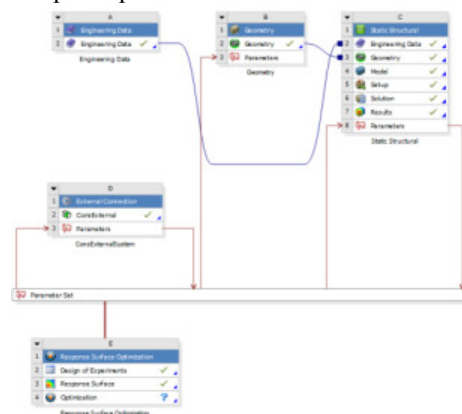 A
1 Engineering Data
2 Engineering Data
Engineering Data
B
1 Geometry
2 Geometry
3 Parameters
Geometry
C
1 Static Structural
2 Engineering Data
3 Geometry
4 Model
5 Setup
6 Solution
7 Results
8 Parameters
Static Structural
D
1 External Connection
2 ConsExternal
3 Parameters
ConsExternalSystem
Parameter Set
E
1 Response Surface Optimization
2 Design of Experiments
3 Response Surface
4 Optimization
Response Surface Optimization